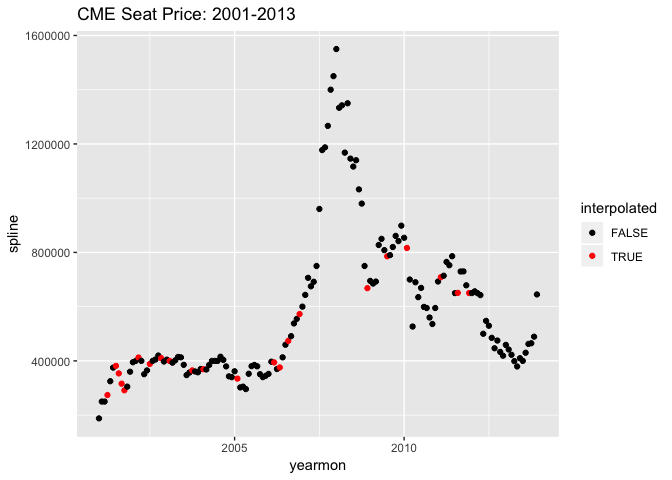 CME Seat Price: 2001-2013
1600000
1200000
800000
400000
spline
2005
2010
yearmon
interpolated
FALSE
TRUE